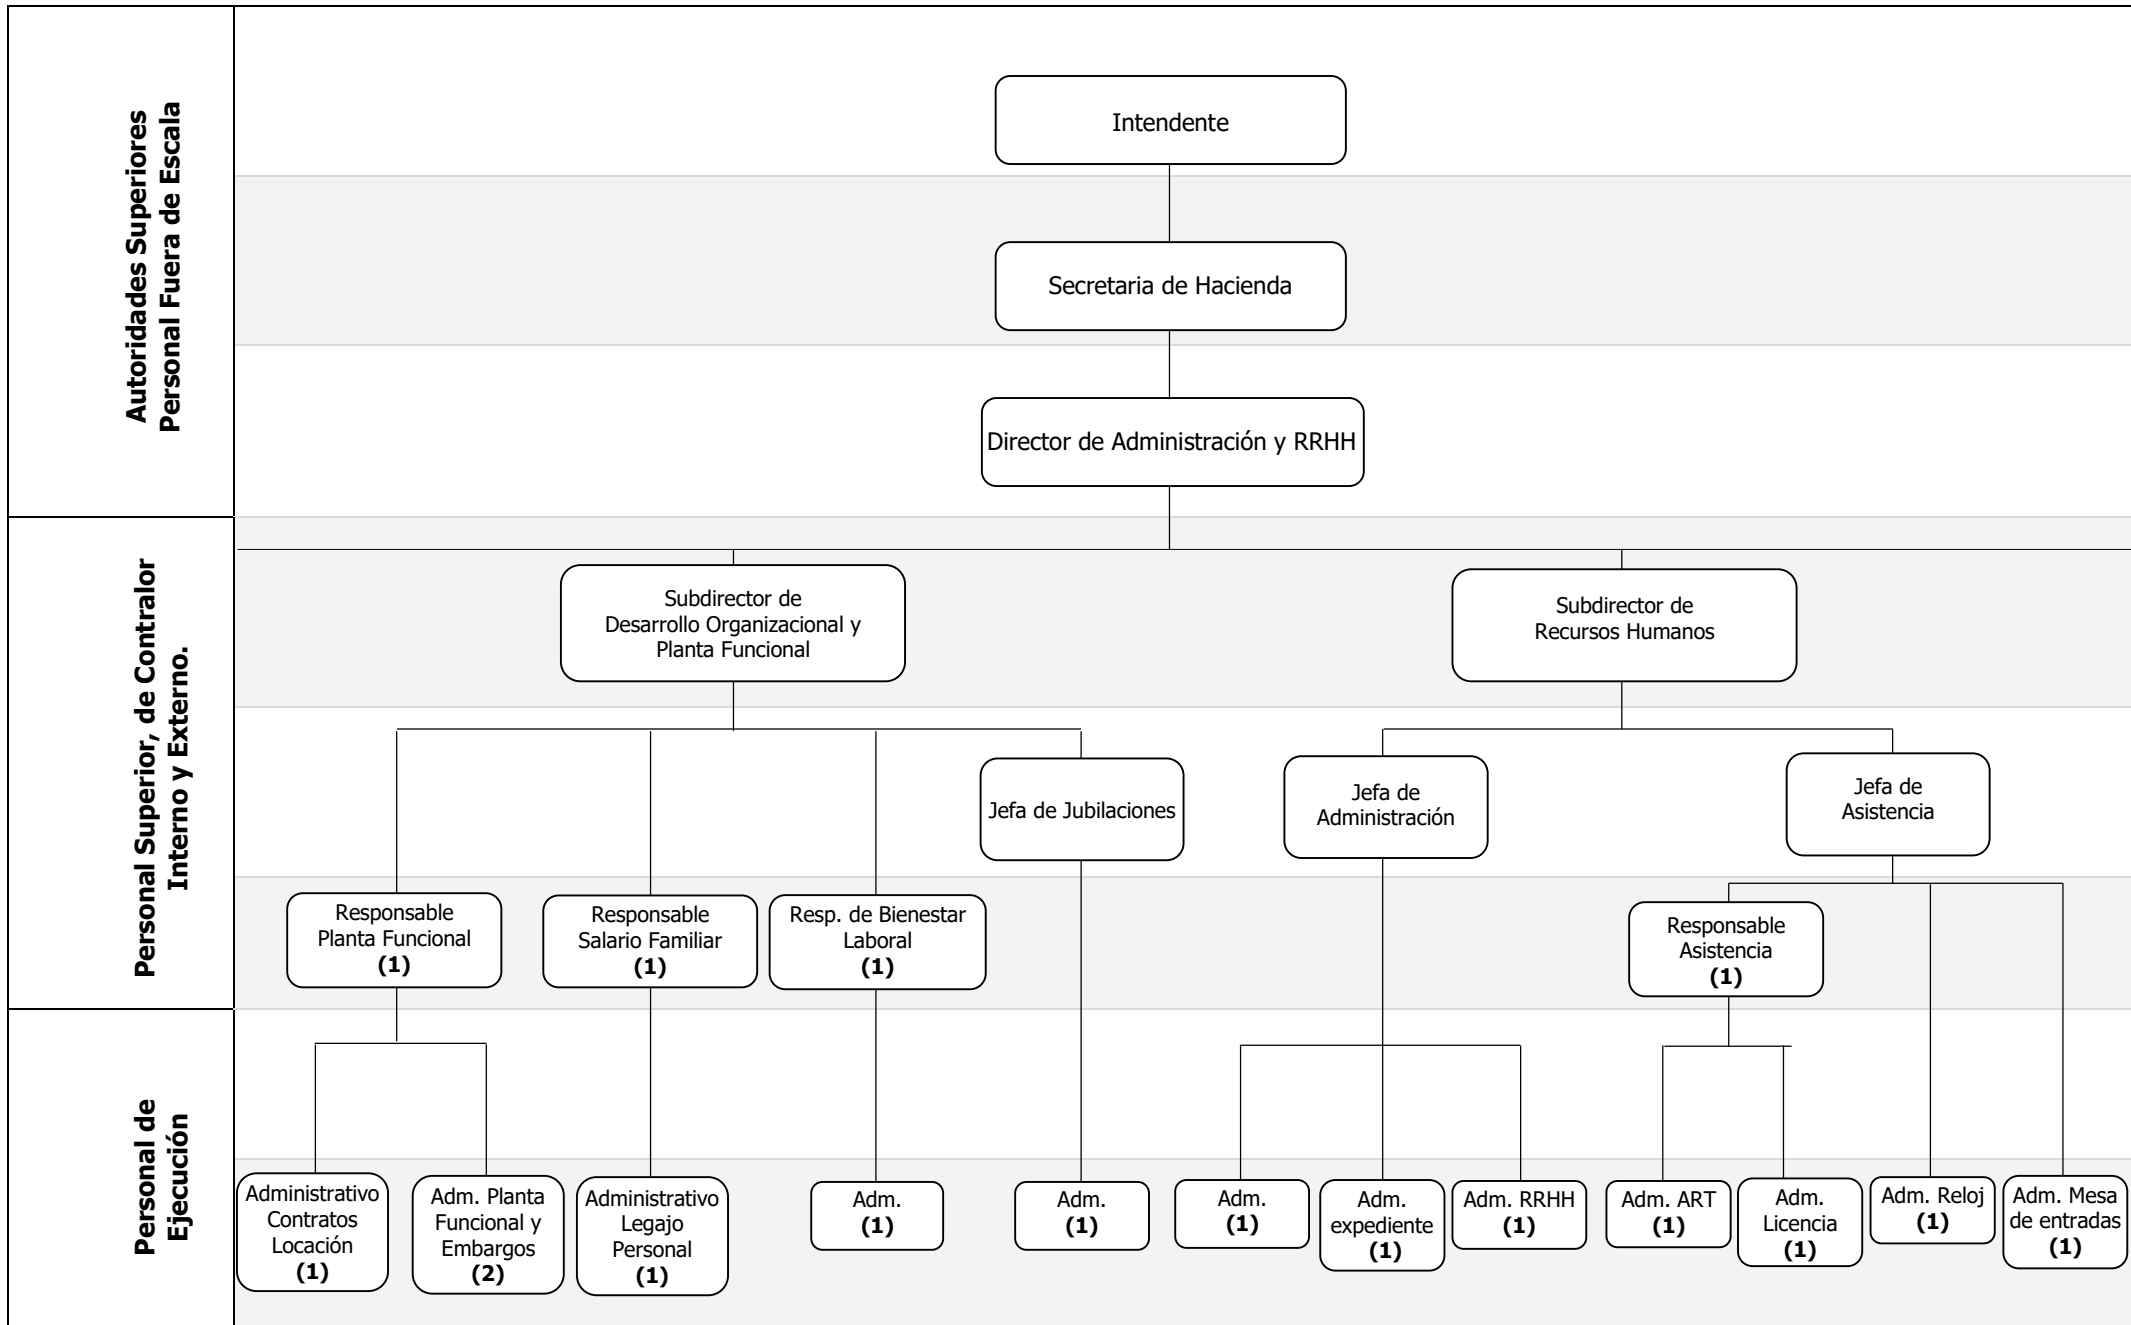 Autoridades Superiores
Personal Fuera de Escala
Intendente
Secretaria de Hacienda
Director de Administración y RRHH
Personal Superior, de Contralor
Interno y Externo.
Subdirector de
Desarrollo Organizacional y
Planta Funcional
Subdirector de
Recursos Humanos
Jefa de Jubilaciones
Jefa de
Administración
Jefa de
Asistencia
Responsable
Planta Funcional
(1)
Responsable
Salario Familiar
(1)
Resp. de Bienestar
Laboral
(1)
Responsable
Asistencia
(1)
Personal de
Ejecución
Administrativo
Contratos
Locación
(1)
Adm. Planta
Funcional y
Embargos
(2)
Administrativo
Legajo
Personal
(1)
Adm.
(1)
Adm.
(1)
Adm.
(1)
Adm.
expediente
(1)
Adm. RRHH
(1)
Adm. ART
(1)
Adm.
Licencia
(1)
Adm. Reloj
(1)
Adm. Mesa
de entradas
(1)